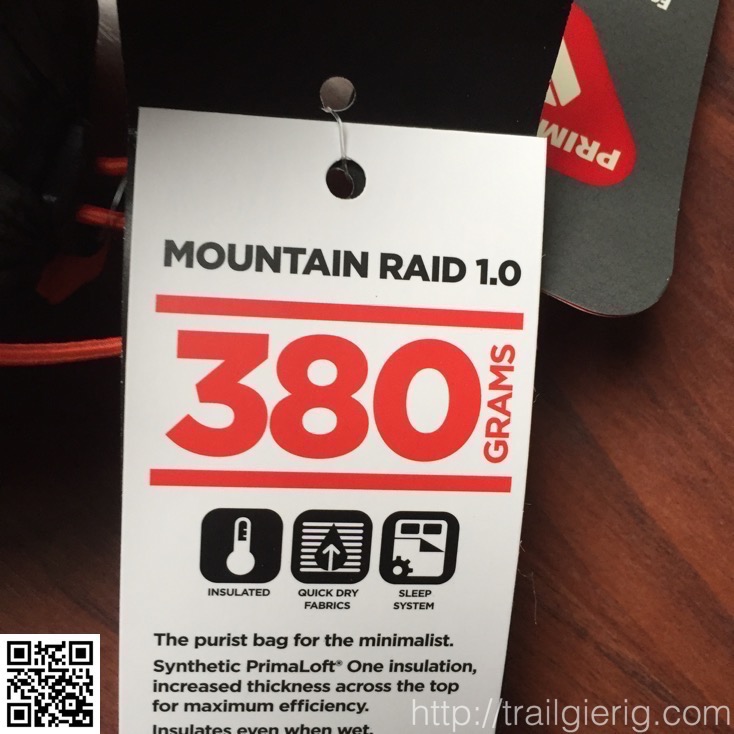 PRIM
MOUNTAIN RAID 1.0
380
GRAMS
INSULATED
QUICK DRY
FABRICS
SLEEP
SYSTEM
The purist bag for the minimalist.
Synthetic PrimaLoft® One insulation,
increased thickness across the top
for maximum efficiency.
Insulates even when wet.
http://trailgierig.com